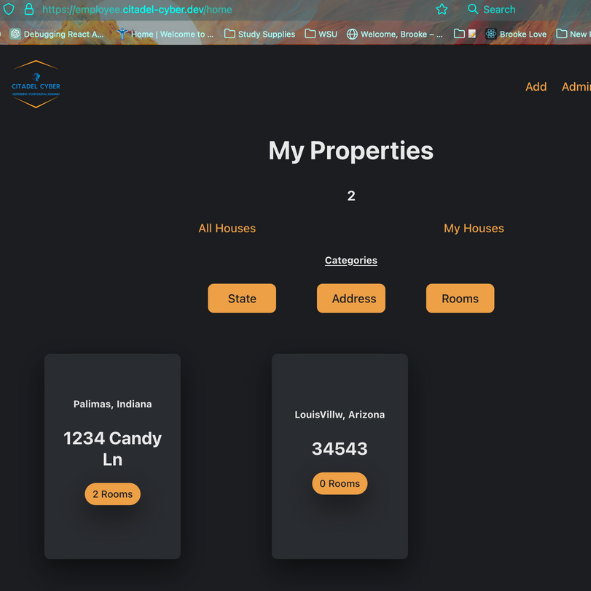 https://employee.citadel-cyber.dev/home Search
Debugging React A... Home | Welcome to ... Study Supplies WSU Welcome, Brooke – ... Brooke Love New
CITADEL CYBER
Add Admi
My Properties
2
All Houses My Houses
Categories
State Address Rooms
Palimas, Indiana
1234 Candy
Ln
2 Rooms
LouisVillw, Arizona
34543
0 Rooms